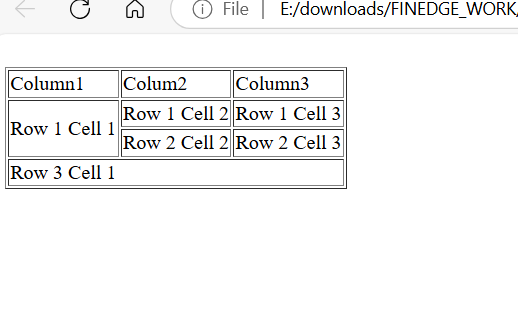 File E:/downloads/FINEDGE_WORK,
Column1 Colum2 Column3
Row 1 Cell 1 Row 1 Cell 2 Row 1 Cell 3
Row 2 Cell 2 Row 2 Cell 3
Row 3 Cell 1